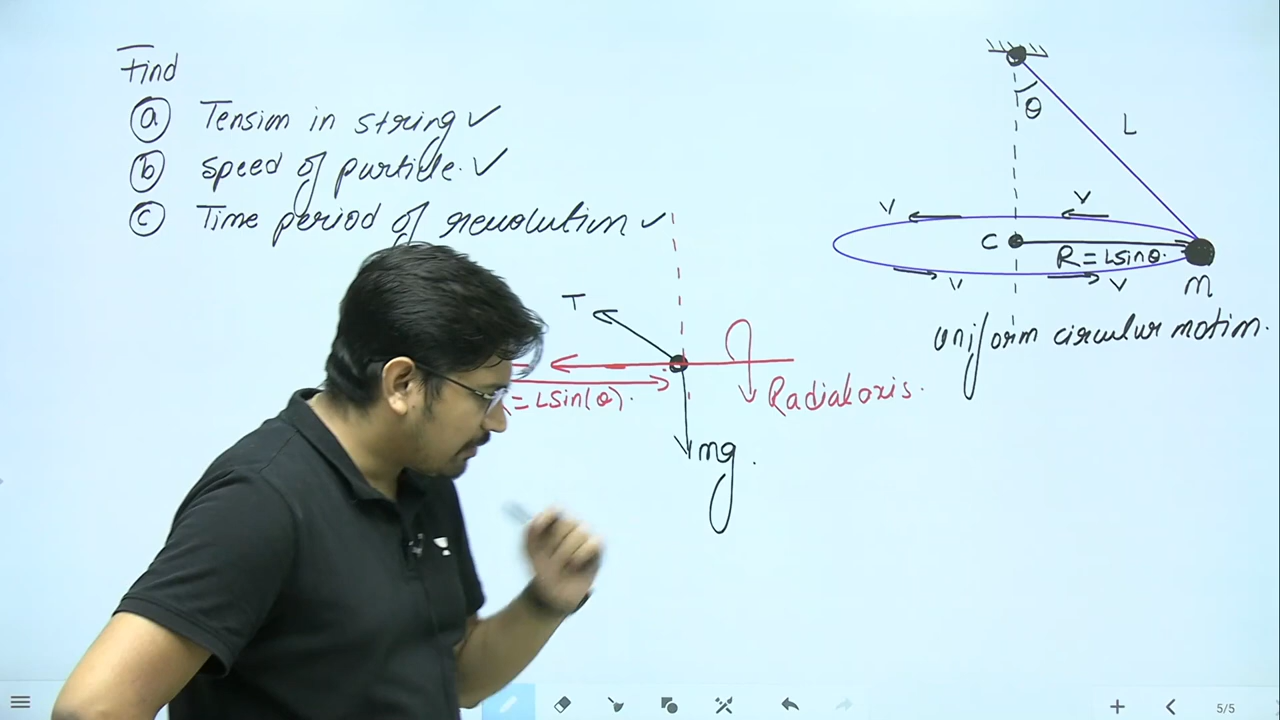 Find
(a) Tension in string ✓
(b) Speed of particle. ✓
(c) Time period of revolution ✓
θ
L
V
V
C
R = Lsinθ.
V
V
m
uniform circular motion.
T
R = Lsin(θ).
Radial axis.
mg.
5/5